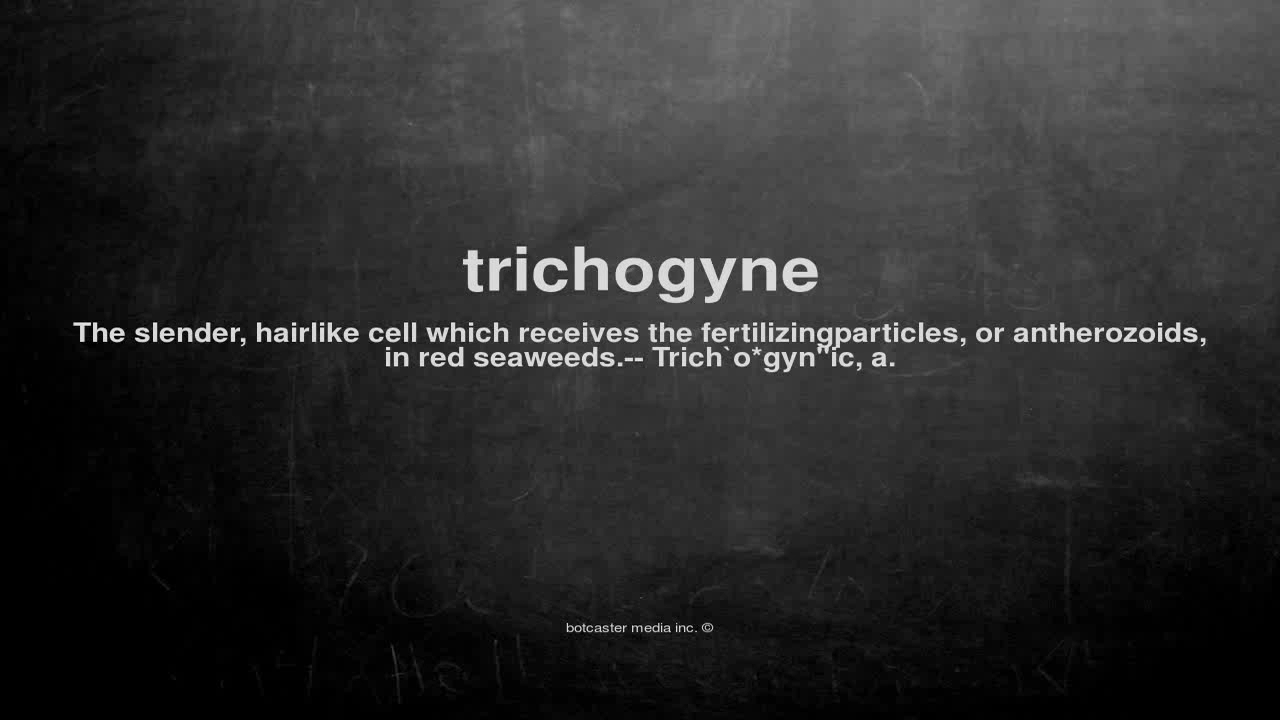 trichogyne
The slender, hairlike cell which receives the fertilizingparticles, or antherozoids,
in red seaweeds.-- Trich`o*gyn"ic, a.
botcaster media inc. ©